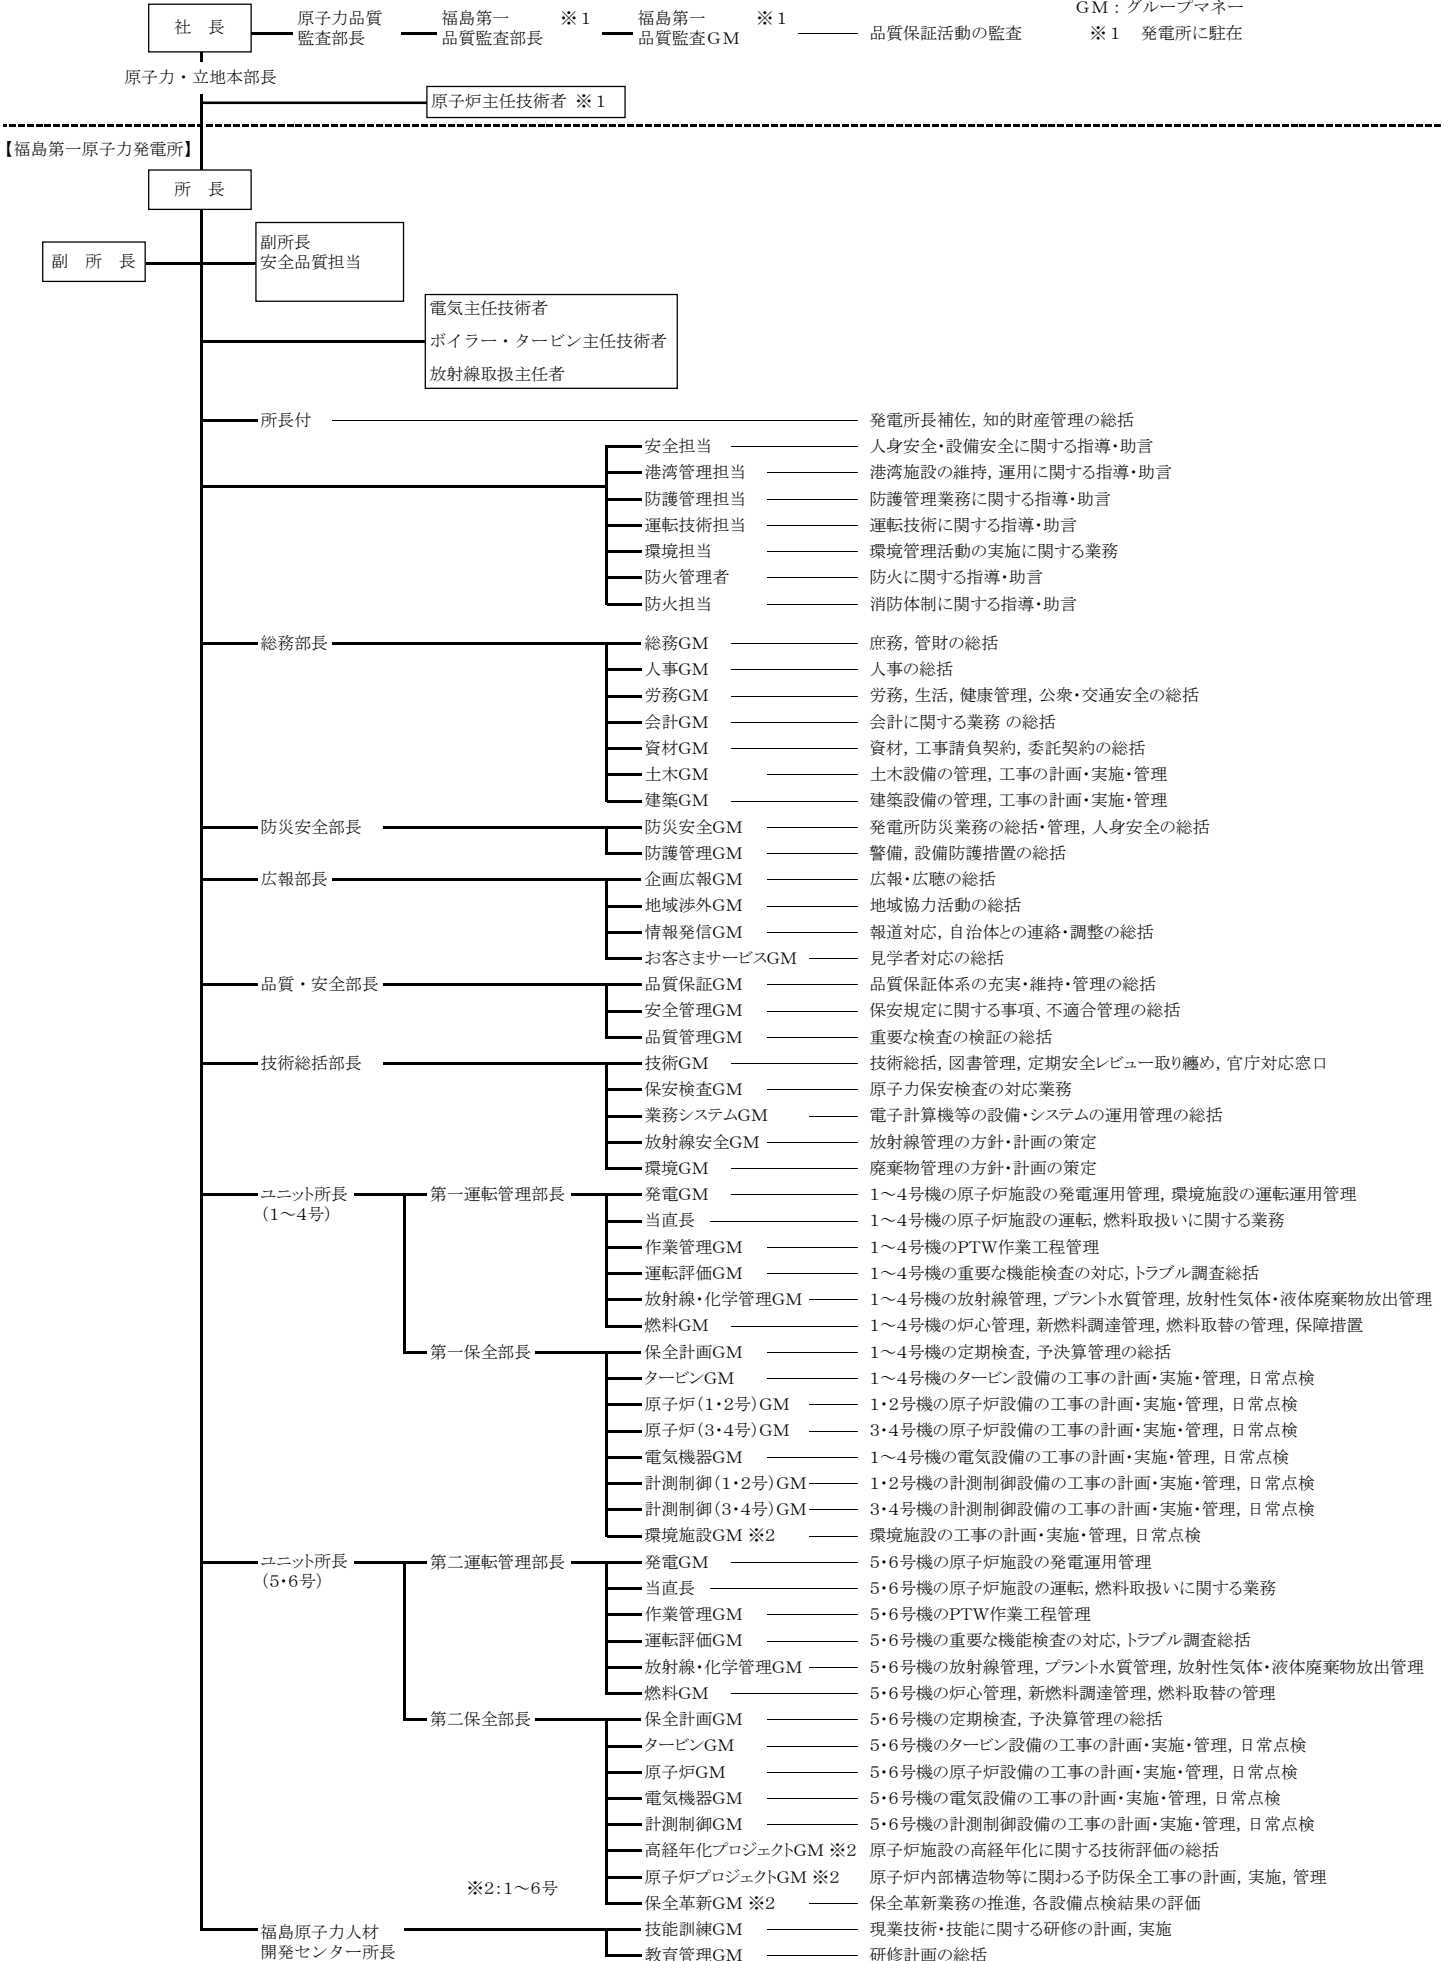 GM：グループマネー
社　長
原子力品質
監査部長
福島第一　※１
品質監査部長
福島第一　※１
品質監査ＧＭ
品質保証活動の監査
※１　発電所に駐在
原子力・立地本部長
原子炉主任技術者 ※１
【福島第一原子力発電所】
所　長
副　所　長
副所長
安全品質担当
電気主任技術者
ボイラー・タービン主任技術者
放射線取扱主任者
所長付　発電所長補佐，知的財産管理の総括
安全担当　人身安全・設備安全に関する指導・助言
港湾管理担当　港湾施設の維持，運用に関する指導・助言
防護管理担当　防護管理業務に関する指導・助言
運転技術担当　運転技術に関する指導・助言
環境担当　環境管理活動の実施に関する業務
防火管理者　防火に関する指導・助言
防火担当　消防体制に関する指導・助言
総務部長　総務GM　庶務，管財の総括
人事GM　人事の総括
労務GM　労務，生活，健康管理，公衆・交通安全の総括
会計GM　会計に関する業務 の総括
資材GM　資材，工事請負契約，委託契約の総括
土木GM　土木設備の管理，工事の計画・実施・管理
建築GM　建築設備の管理，工事の計画・実施・管理
防災安全部長　防災安全GM　発電所防災業務の総括・管理，人身安全の総括
防護管理GM　警備，設備防護措置の総括
広報部長　企画広報GM　広報・広聴の総括
地域渉外GM　地域協力活動の総括
情報発信GM　報道対応，自治体との連絡・調整の総括
お客さまサービスGM　見学者対応の総括
品質・安全部長　品質保証GM　品質保証体系の充実・維持・管理の総括
安全管理GM　保安規定に関する事項、不適合管理の総括
品質管理GM　重要な検査の検証の総括
技術総括部長　技術GM　技術総括，図書管理，定期安全レビュー取り纏め，官庁対応窓口
保安検査GM　原子力保安検査の対応業務
業務システムGM　電子計算機等の設備・システムの運用管理の総括
放射線安全GM　放射線管理の方針・計画の策定
環境GM　廃棄物管理の方針・計画の策定
ユニット所長　第一運転管理部長　発電GM　1～4号機の原子炉施設の発電運用管理，環境施設の運転運用管理
（1～4号）　当直長　1～4号機の原子炉施設の運転，燃料取扱いに関する業務
作業管理GM　1～4号機のPTW作業工程管理
運転評価GM　1～4号機の重要な機能検査の対応，トラブル調査総括
放射線・化学管理GM　1～4号機の放射線管理，プラント水質管理，放射性気体・液体廃棄物放出管理
燃料GM　1～4号機の炉心管理，新燃料調達管理，燃料取替の管理，保障措置
第一保全部長　保全計画GM　1～4号機の定期検査，予決算管理の総括
タービンGM　1～4号機のタービン設備の工事の計画・実施・管理，日常点検
原子炉（1・2号）GM　1・2号機の原子炉設備の工事の計画・実施・管理，日常点検
原子炉（3・4号）GM　3・4号機の原子炉設備の工事の計画・実施・管理，日常点検
電気機器GM　1～4号機の電気設備の工事の計画・実施・管理，日常点検
計測制御（1・2号）GM　1・2号機の計測制御設備の工事の計画・実施・管理，日常点検
計測制御（3・4号）GM　3・4号機の計測制御設備の工事の計画・実施・管理，日常点検
環境施設GM ※2　環境施設の工事の計画・実施・管理，日常点検
ユニット所長　第二運転管理部長　発電GM　5・6号機の原子炉施設の発電運用管理
（5・6号）　当直長　5・6号機の原子炉施設の運転，燃料取扱いに関する業務
作業管理GM　5・6号機のPTW作業工程管理
運転評価GM　5・6号機の重要な機能検査の対応，トラブル調査総括
放射線・化学管理GM　5・6号機の放射線管理，プラント水質管理，放射性気体・液体廃棄物放出管理
燃料GM　5・6号機の炉心管理，新燃料調達管理，燃料取替の管理
第二保全部長　保全計画GM　5・6号機の定期検査，予決算管理の総括
タービンGM　5・6号機のタービン設備の工事の計画・実施・管理，日常点検
原子炉GM　5・6号機の原子炉設備の工事の計画・実施・管理，日常点検
電気機器GM　5・6号機の電気設備の工事の計画・実施・管理，日常点検
計測制御GM　5・6号機の計測制御設備の工事の計画・実施・管理，日常点検
高経年化プロジェクトGM ※2　原子炉施設の高経年化に関する技術評価の総括
原子炉プロジェクトGM ※2　原子炉内部構造物等に関わる予防保全工事の計画，実施，管理
※2：1～6号
保全革新GM ※2　保全革新業務の推進，各設備点検結果の評価
福島原子力人材　技能訓練GM　現業技術・技能に関する研修の計画，実施
開発センター所長　教育管理GM　研修計画の総括